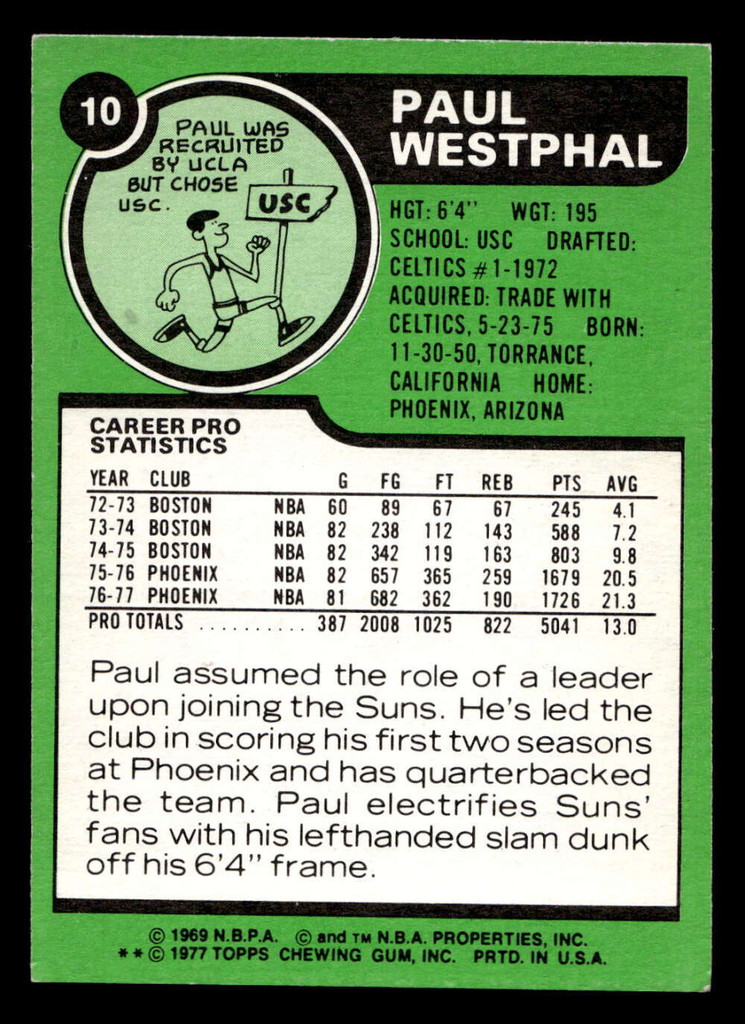 10
PAUL WAS
RECRUITED
BY UCLA
BUT CHOSE
USC.
USC
PAUL
WESTPHAL
HGT: 6'4" WGT: 195
SCHOOL: USC DRAFTED:
CELTICS #1-1972
ACQUIRED: TRADE WITH
CELTICS, 5-23-75 BORN:
11-30-50, TORRANCE,
CALIFORNIA HOME:
PHOENIX, ARIZONA
CAREER PRO
STATISTICS
YEAR CLUB G FG FT REB PTS AVG
72-73 BOSTON NBA 60 89 67 67 245 4.1
73-74 BOSTON NBA 82 238 112 143 588 7.2
74-75 BOSTON NBA 82 342 119 163 803 9.8
75-76 PHOENIX NBA 82 657 365 259 1679 20.5
76-77 PHOENIX NBA 81 682 362 190 1726 21.3
PRO TOTALS .......... 387 2008 1025 822 5041 13.0
Paul assumed the role of a leader
upon joining the Suns. He's led the
club in scoring his first two seasons
at Phoenix and has quarterbacked
the team. Paul electrifies Suns'
fans with his lefthanded slam dunk
off his 6'4" frame.
© 1969 N.B.P.A. © and TM N.B.A. PROPERTIES, INC.
**© 1977 TOPPS CHEWING GUM, INC. PRTD. IN U.S.A.